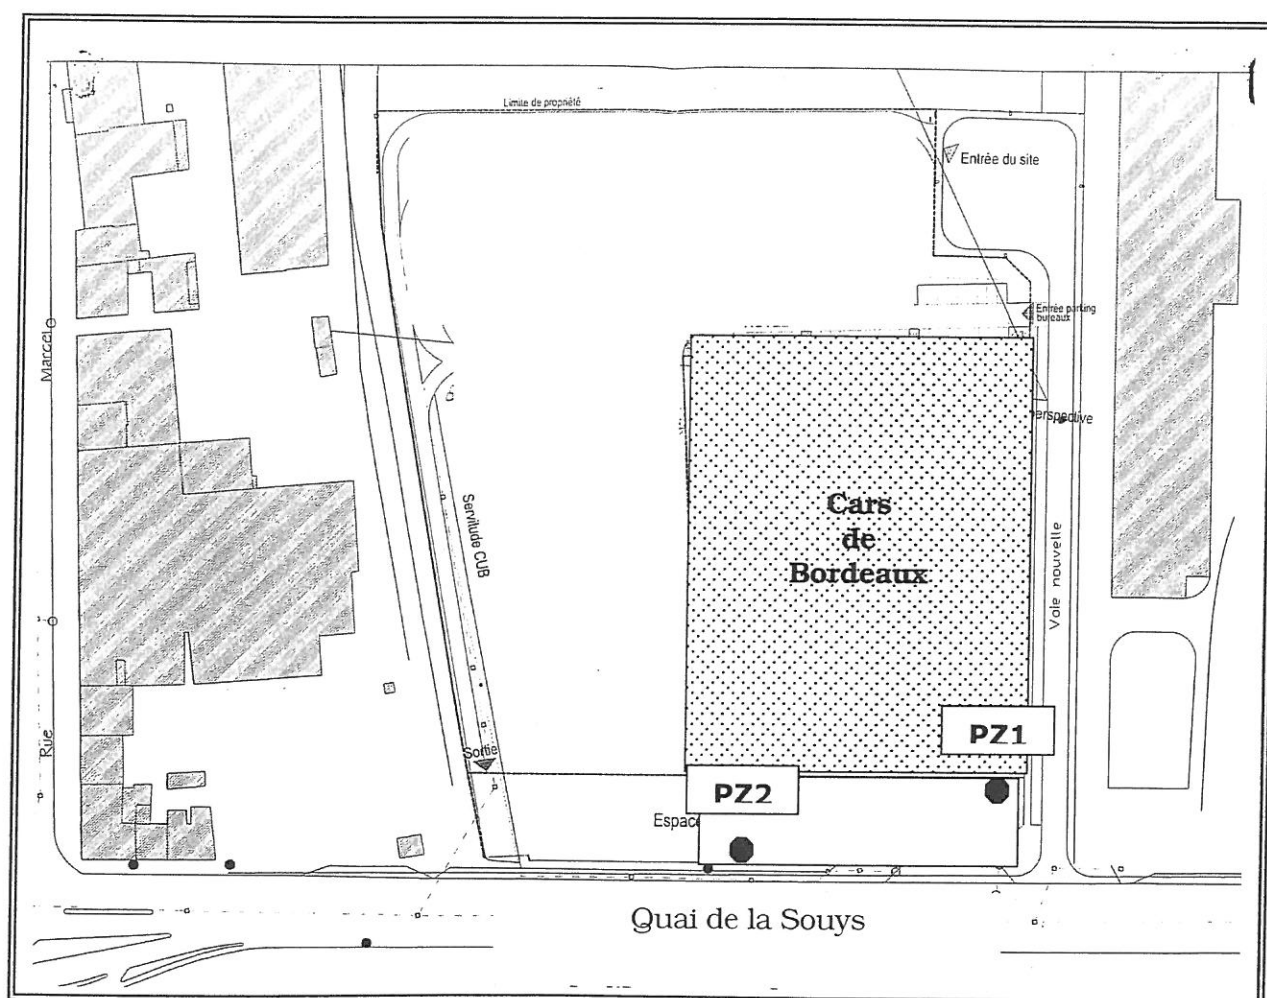 Limite de propriété
Entrée du site
Entrée parking
bureaux
Marcel
perspective
Servitude CUB
Cars
de
Bordeaux
Voie nouvelle
PZ1
Rue
Sortie
PZ2
Espace
Quai de la Souys